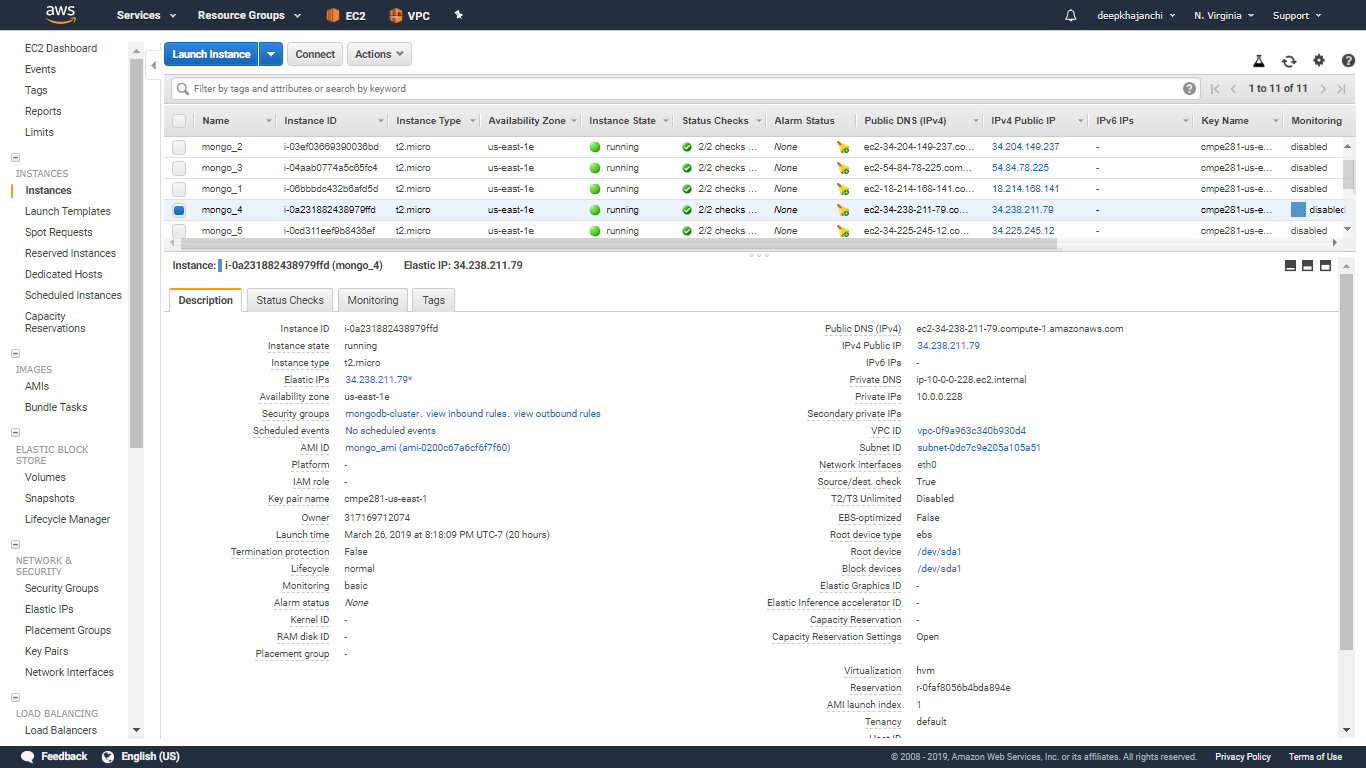 aws Services Resource Groups EC2 VPC deepkhajanchi N. Virginia Support
EC2 Dashboard
Events
Tags
Reports
Limits
INSTANCES
Instances
Launch Templates
Spot Requests
Reserved Instances
Dedicated Hosts
Scheduled Instances
Capacity
Reservations
IMAGES
AMIs
Bundle Tasks
ELASTIC BLOCK
STORE
Volumes
Snapshots
Lifecycle Manager
NETWORK &
SECURITY
Security Groups
Elastic IPs
Placement Groups
Key Pairs
Network Interfaces
LOAD BALANCING
Load Balancers
Launch Instance Connect Actions
Filter by tags and attributes or search by keyword 1 to 11 of 11
Name Instance ID Instance Type Availability Zone Instance State Status Checks Alarm Status Public DNS (IPv4) IPv4 Public IP IPv6 IPs Key Name Monitoring
mongo_2 i-03ef03669390036bd t2.micro us-east-1e running 2/2 checks ... None ec2-34-204-149-237.co... 34.204.149.237 - cmpe281-us-e... disabled
mongo_3 i-04aab0774a5c65fc4 t2.micro us-east-1e running 2/2 checks ... None ec2-54-84-78-225.com... 54.84.78.225 - cmpe281-us-e... disabled
mongo_1 i-06bbbdc432b6afd5d t2.micro us-east-1e running 2/2 checks ... None ec2-18-214-168-141.co... 18.214.168.141 - cmpe281-us-e... disabled
mongo_4 i-0a231882438979ffd t2.micro us-east-1e running 2/2 checks ... None ec2-34-238-211-79.co... 34.238.211.79 - cmpe281-us-e... disabled
mongo_5 i-0cd311eef9b8436ef t2.micro us-east-1e running 2/2 checks ... None ec2-34-225-245-12.co... 34.225.245.12 - cmpe281-us-e... disabled
Instance: i-0a231882438979ffd (mongo_4) Elastic IP: 34.238.211.79
Description Status Checks Monitoring Tags
Instance ID i-0a231882438979ffd
Instance state running
Instance type t2.micro
Elastic IPs 34.238.211.79*
Availability zone us-east-1e
Security groups mongodb-cluster. view inbound rules. view outbound rules
Scheduled events No scheduled events
AMI ID mongo_ami (ami-0200c67a6cf6f7f60)
Platform -
IAM role -
Key pair name cmpe281-us-east-1
Owner 317169712074
Launch time March 26, 2019 at 8:18:09 PM UTC-7 (20 hours)
Termination protection False
Lifecycle normal
Monitoring basic
Alarm status None
Kernel ID -
RAM disk ID -
Placement group -
Public DNS (IPv4) ec2-34-238-211-79.compute-1.amazonaws.com
IPv4 Public IP 34.238.211.79
IPv6 IPs -
Private DNS ip-10-0-0-228.ec2.internal
Private IPs 10.0.0.228
Secondary private IPs
VPC ID vpc-0f9a963c340b930d4
Subnet ID subnet-0dc7c9e205a105a51
Network interfaces eth0
Source/dest. check True
T2/T3 Unlimited Disabled
EBS-optimized False
Root device type ebs
Root device /dev/sda1
Block devices /dev/sda1
Elastic Graphics ID -
Elastic Inference accelerator ID -
Capacity Reservation -
Capacity Reservation Settings Open
Virtualization hvm
Reservation r-0faf8056b4bda894e
AMI launch index 1
Tenancy default
Feedback English (US) © 2008 - 2019, Amazon Web Services, Inc. or its affiliates. All rights reserved. Privacy Policy Terms of Use